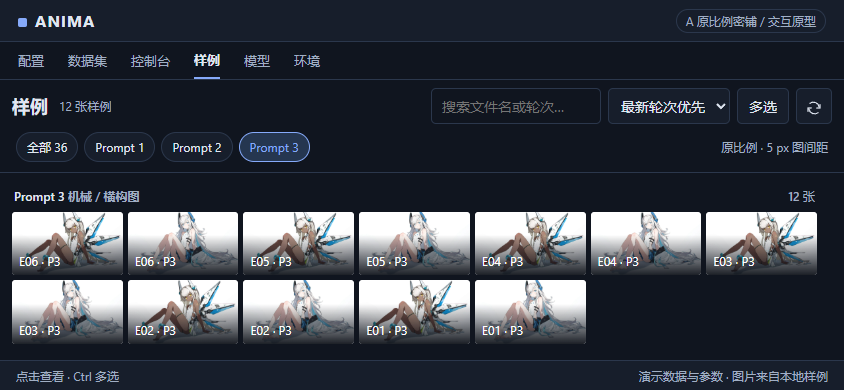 ANIMA
A 原比例密铺 / 交互原型
配置 数据集 控制台 样例 模型 环境
样例 12 张样例 搜索文件名或轮次... 最新轮次优先 多选
全部 36 Prompt 1 Prompt 2 Prompt 3 原比例 · 5 px 图间距
Prompt 3 机械 / 横构图 12 张
E06 · P3 E06 · P3 E05 · P3 E05 · P3 E04 · P3 E04 · P3 E03 · P3
E03 · P3 E02 · P3 E02 · P3 E01 · P3 E01 · P3
点击查看 · Ctrl 多选 演示数据与参数 · 图片来自本地样例